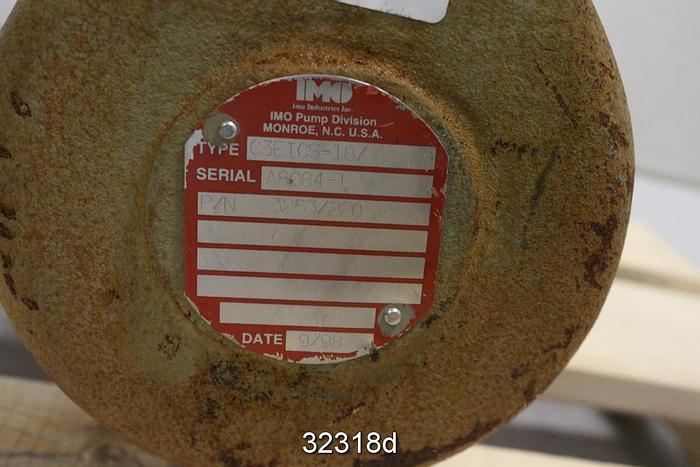 IMO
Imo Industries Inc.
IMO Pump Division
MONROE, N.C. U.S.A.
TYPE C3EICS-187
SERIAL A8084-1
P/N 3253/220
DATE 9/98
32318d